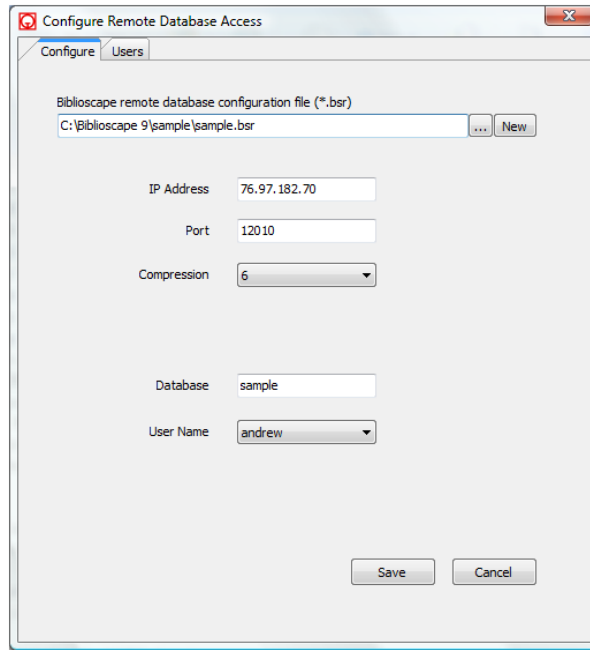 Configure Remote Database Access
Configure Users
Biblioscape remote database configuration file (*.bsr)
C:\Biblioscape 9\sample\sample.bsr ... New
IP Address 76.97.182.70
Port 12010
Compression 6
Database sample
User Name andrew
Save Cancel